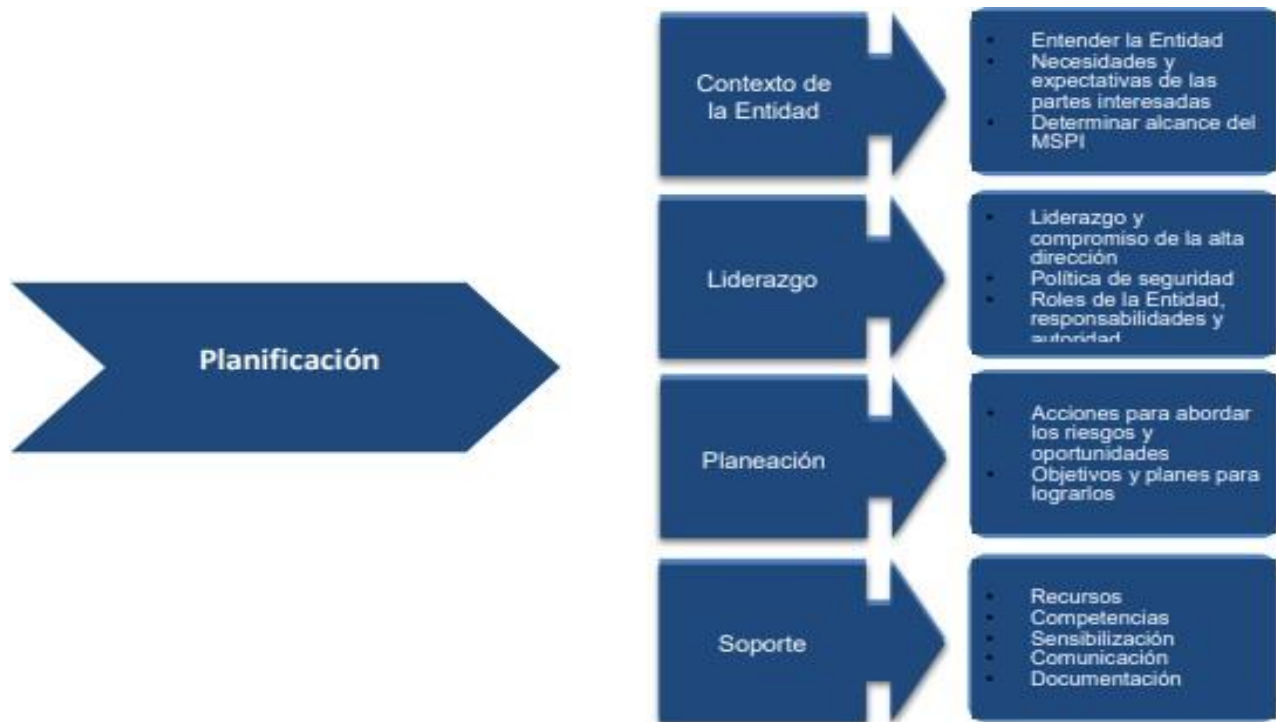 Planificación
Contexto de
la Entidad
Entender la Entidad
Necesidades y
expectativas de las
partes interesadas
Determinar alcance del
MSPI
Liderazgo
Liderazgo y
compromiso de la alta
dirección
Política de seguridad
Roles de la Entidad,
responsabilidades y
autoridad
Planeación
Acciones para abordar
los riesgos y
oportunidades
Objetivos y planes para
lograrlos
Soporte
Recursos
Competencias
Sensibilización
Comunicación
Documentación